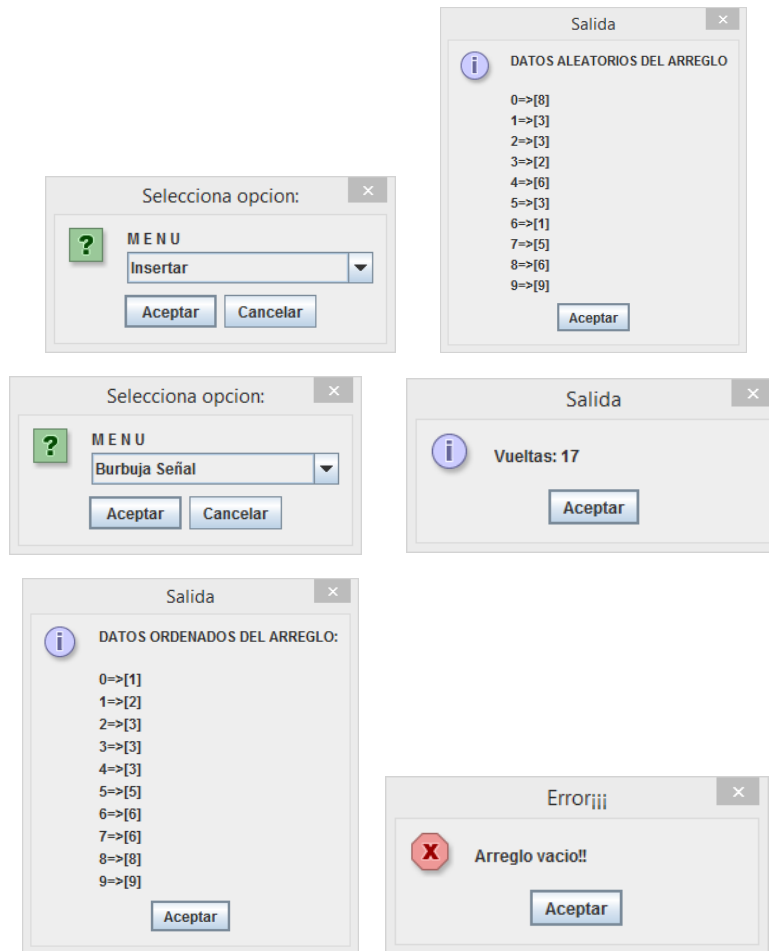 Selecciona opcion:
M E N U
Insertar
Aceptar
Cancelar
Salida
DATOS ALEATORIOS DEL ARREGLO
0=>[8]
1=>[3]
2=>[3]
3=>[2]
4=>[6]
5=>[3]
6=>[1]
7=>[5]
8=>[6]
9=>[9]
Aceptar
Selecciona opcion:
M E N U
Burbuja Señal
Aceptar
Cancelar
Salida
Vueltas: 17
Aceptar
Salida
DATOS ORDENADOS DEL ARREGLO:
0=>[1]
1=>[2]
2=>[3]
3=>[3]
4=>[3]
5=>[5]
6=>[6]
7=>[6]
8=>[8]
9=>[9]
Aceptar
Error¡¡¡
Arreglo vacio!!
Aceptar